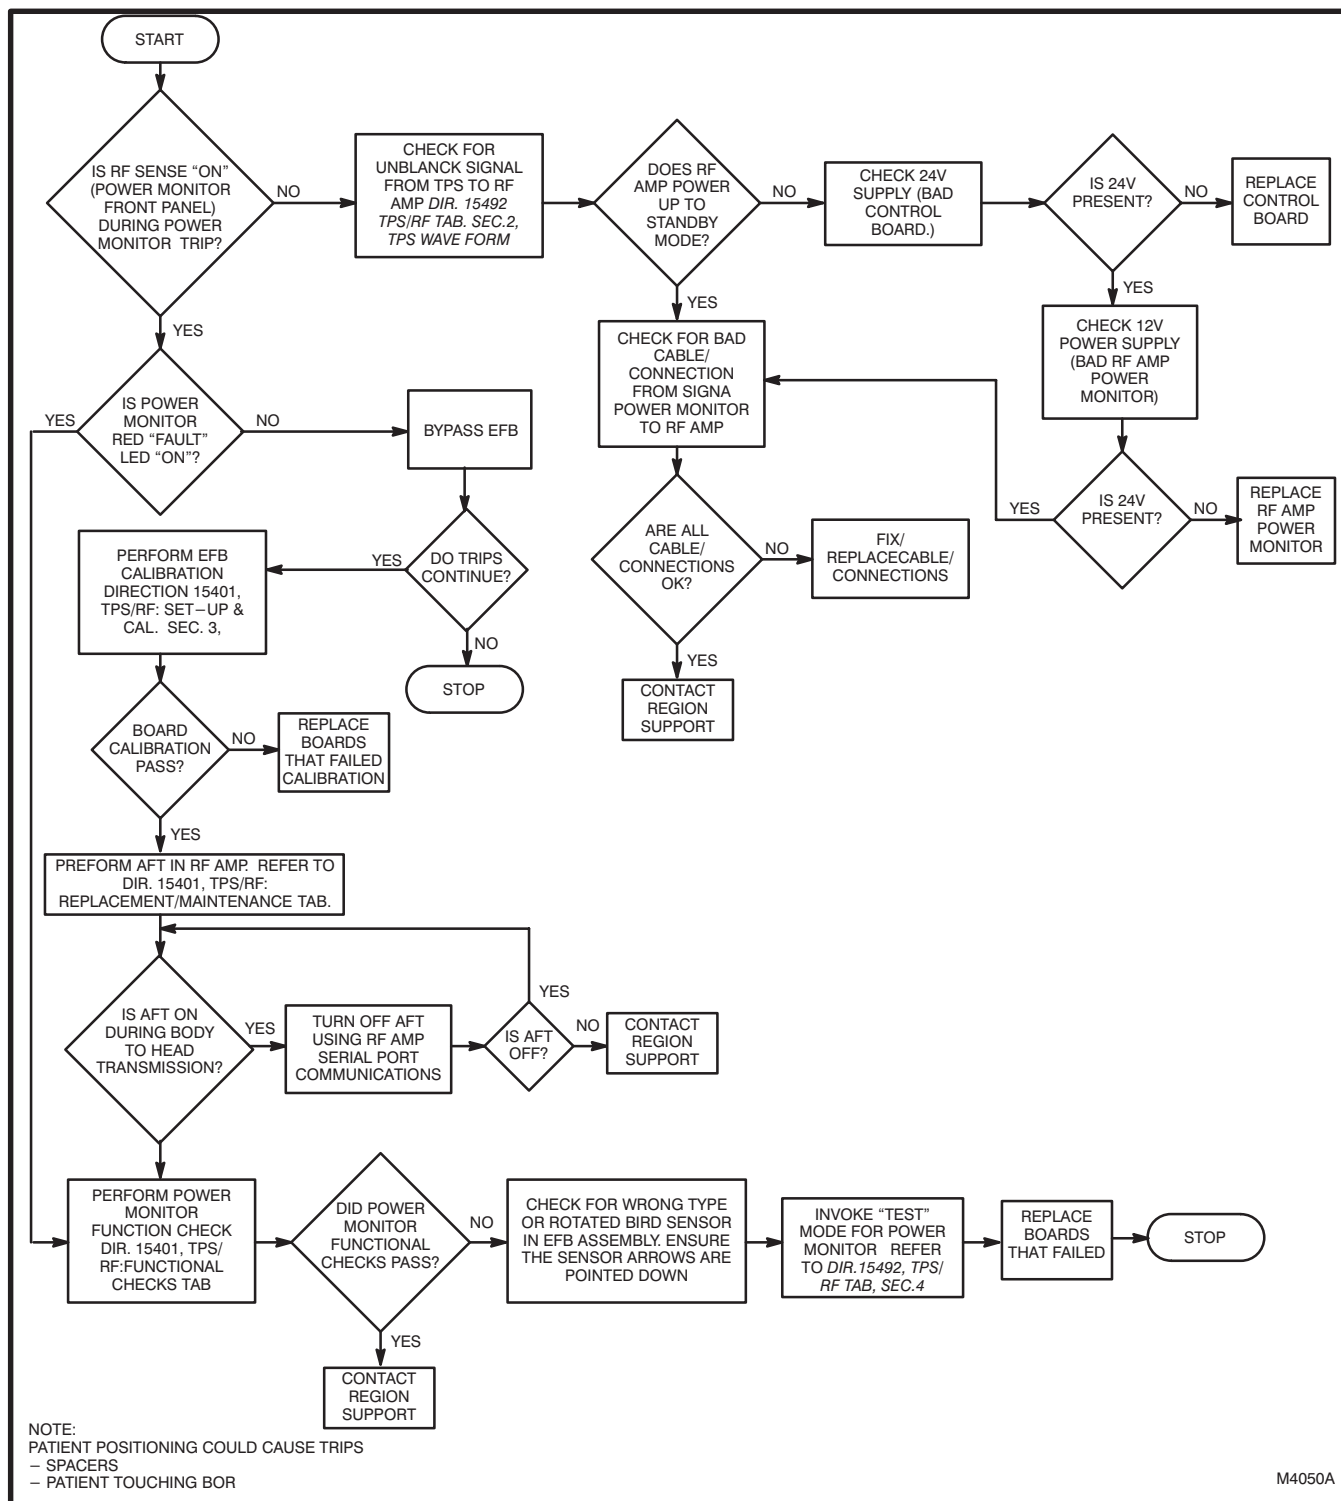 START
IS RF SENSE “ON”
(POWER MONITOR
FRONT PANEL)
DURING POWER
MONITOR TRIP?
NO
CHECK FOR
UNBLANCK SIGNAL
FROM TPS TO RF
AMP DIR. 15492
TPS/RF TAB. SEC.2,
TPS WAVE FORM
DOES RF
AMP POWER
UP TO
STANDBY
MODE?
NO
CHECK 24V
SUPPLY (BAD
CONTROL
BOARD.)
IS 24V
PRESENT?
NO
REPLACE
CONTROL
BOARD
YES
YES
YES
CHECK FOR BAD
CABLE/
CONNECTION
FROM SIGNA
POWER MONITOR
TO RF AMP
CHECK 12V
POWER SUPPLY
(BAD RF AMP
POWER
MONITOR)
YES
IS POWER
MONITOR
RED “FAULT”
LED “ON”?
NO
BYPASS EFB
YES
IS 24V
PRESENT?
NO
REPLACE
RF AMP
POWER
MONITOR
ARE ALL
CABLE/
CONNECTIONS
OK?
NO
FIX/
REPLACECABLE/
CONNECTIONS
PERFORM EFB
CALIBRATION
DIRECTION 15401,
TPS/RF: SET–UP &
CAL. SEC. 3,
YES
DO TRIPS
CONTINUE?
NO
STOP
YES
CONTACT
REGION
SUPPORT
BOARD
CALIBRATION
PASS?
NO
REPLACE
BOARDS
THAT FAILED
CALIBRATION
YES
PREFORM AFT IN RF AMP. REFER TO
DIR. 15401, TPS/RF:
REPLACEMENT/MAINTENANCE TAB.
IS AFT ON
DURING BODY
TO HEAD
TRANSMISSION?
YES
TURN OFF AFT
USING RF AMP
SERIAL PORT
COMMUNICATIONS
YES
IS AFT
OFF?
NO
CONTACT
REGION
SUPPORT
PERFORM POWER
MONITOR
FUNCTION CHECK
DIR. 15401, TPS/
RF:FUNCTIONAL
CHECKS TAB
DID POWER
MONITOR
FUNCTIONAL
CHECKS PASS?
NO
CHECK FOR WRONG TYPE
OR ROTATED BIRD SENSOR
IN EFB ASSEMBLY. ENSURE
THE SENSOR ARROWS ARE
POINTED DOWN
INVOKE “TEST”
MODE FOR POWER
MONITOR REFER
TO DIR.15492, TPS/
RF TAB, SEC.4
REPLACE
BOARDS
THAT FAILED
STOP
YES
CONTACT
REGION
SUPPORT
NOTE:
PATIENT POSITIONING COULD CAUSE TRIPS
– SPACERS
– PATIENT TOUCHING BOR
M4050A